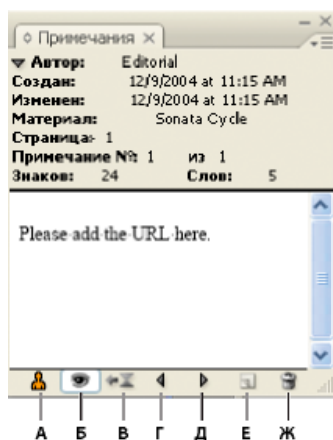 Примечания
Автор: Editorial
Создан: 12/9/2004 at 11:15 AM
Изменен: 12/9/2004 at 11:15 AM
Материал: Sonata Cycle
Страница: 1
Примечание №: 1 из 1
Знаков: 24 Слов: 5
Please add the URL here.
А Б В Г Д Е Ж